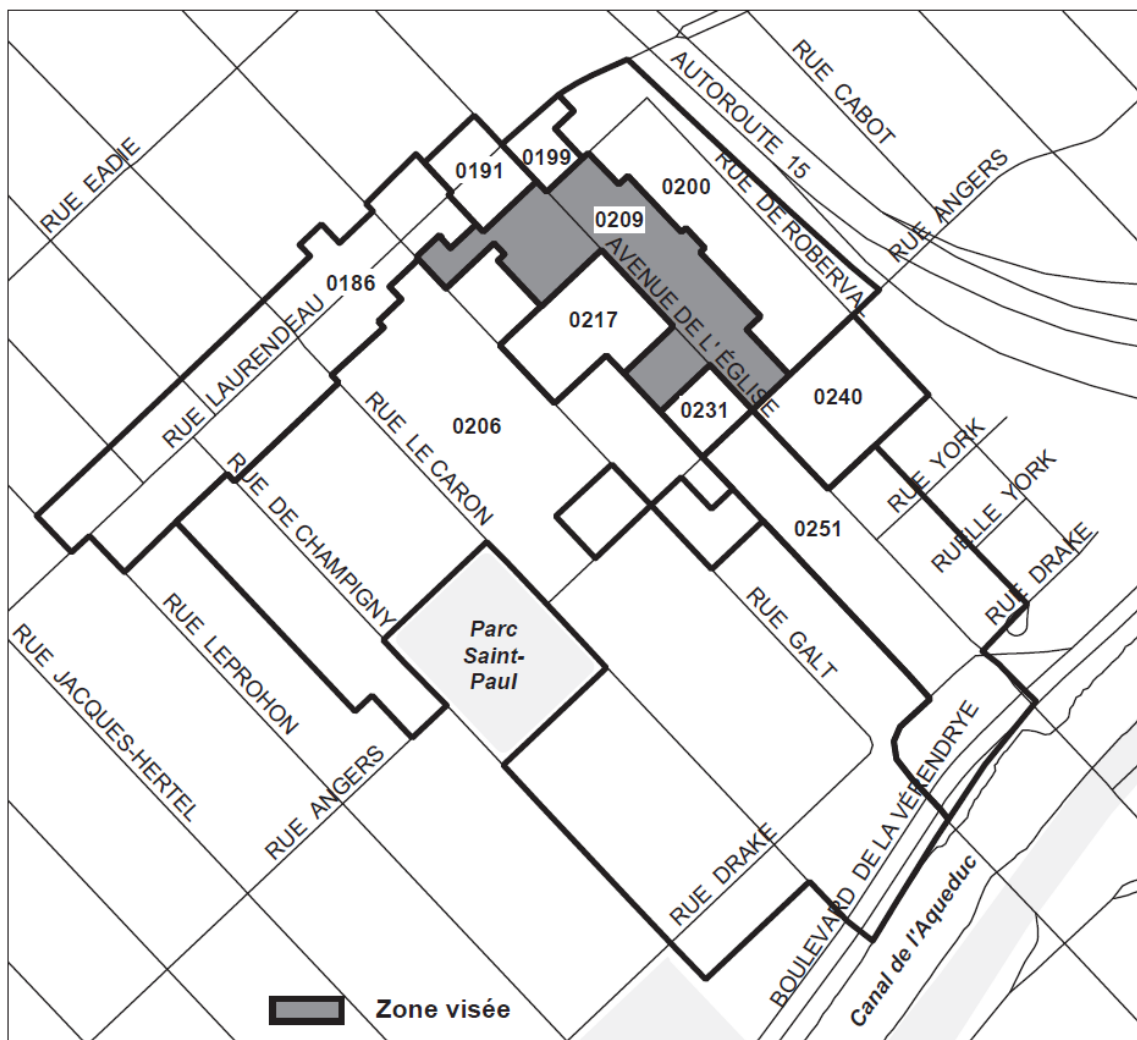 RUE CABOT
AUTOROUTE 15
RUE EADIE
0199
0191
0200
RUE ANGERS
RUE DE ROBERVAL
0209
AVENUE DE L'ÉGLISE
0186
0217
RUE LAURENDEAU
0240
0231
RUE LE CARON
0206
RUE YORK
RUE DE CHAMPIGNY
0251
RUELLE YORK
RUE DRAKE
RUE GALT
Parc
Saint-
Paul
RUE LEPROHON
RUE JACQUES-HERTEL
RUE ANGERS
RUE DRAKE
BOULEVARD DE LA VÉRENDRYE
Canal de l'Aqueduc
Zone visée